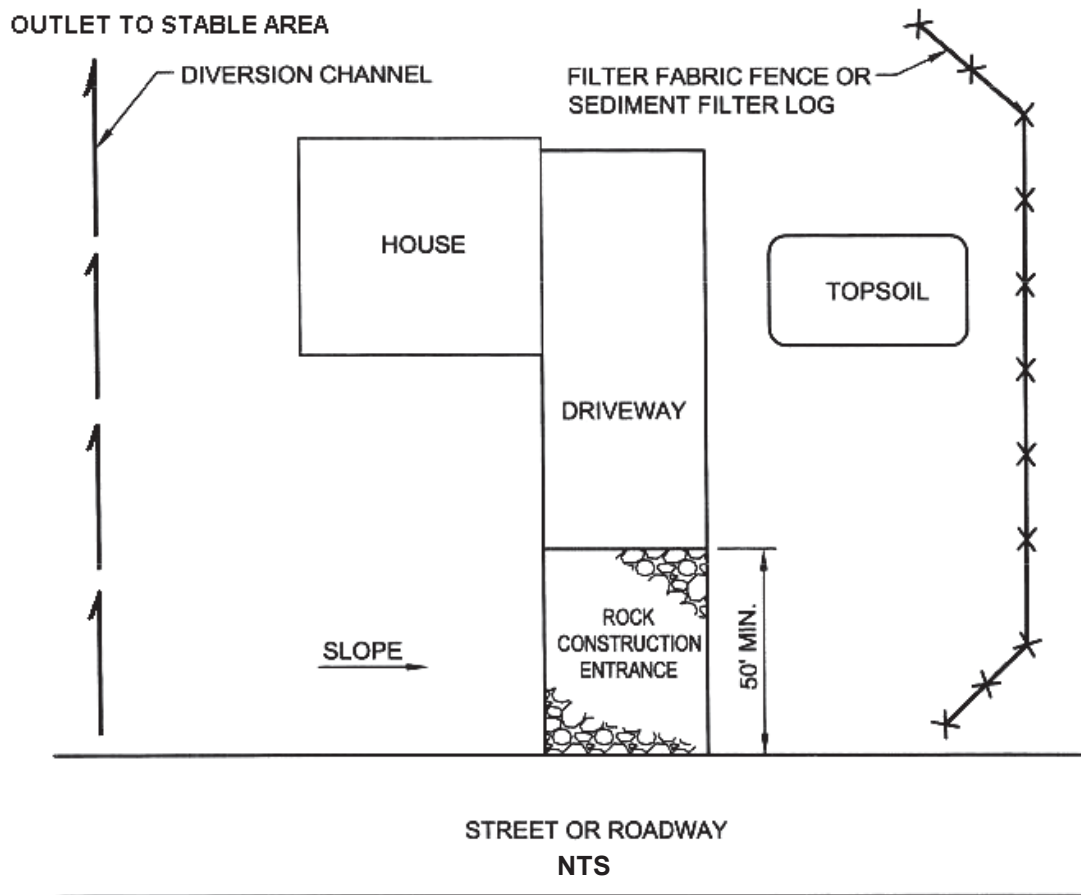 OUTLET TO STABLE AREA
DIVERSION CHANNEL
FILTER FABRIC FENCE OR
SEDIMENT FILTER LOG
HOUSE
TOPSOIL
DRIVEWAY
ROCK
CONSTRUCTION
ENTRANCE
50' MIN.
SLOPE
STREET OR ROADWAY
NTS